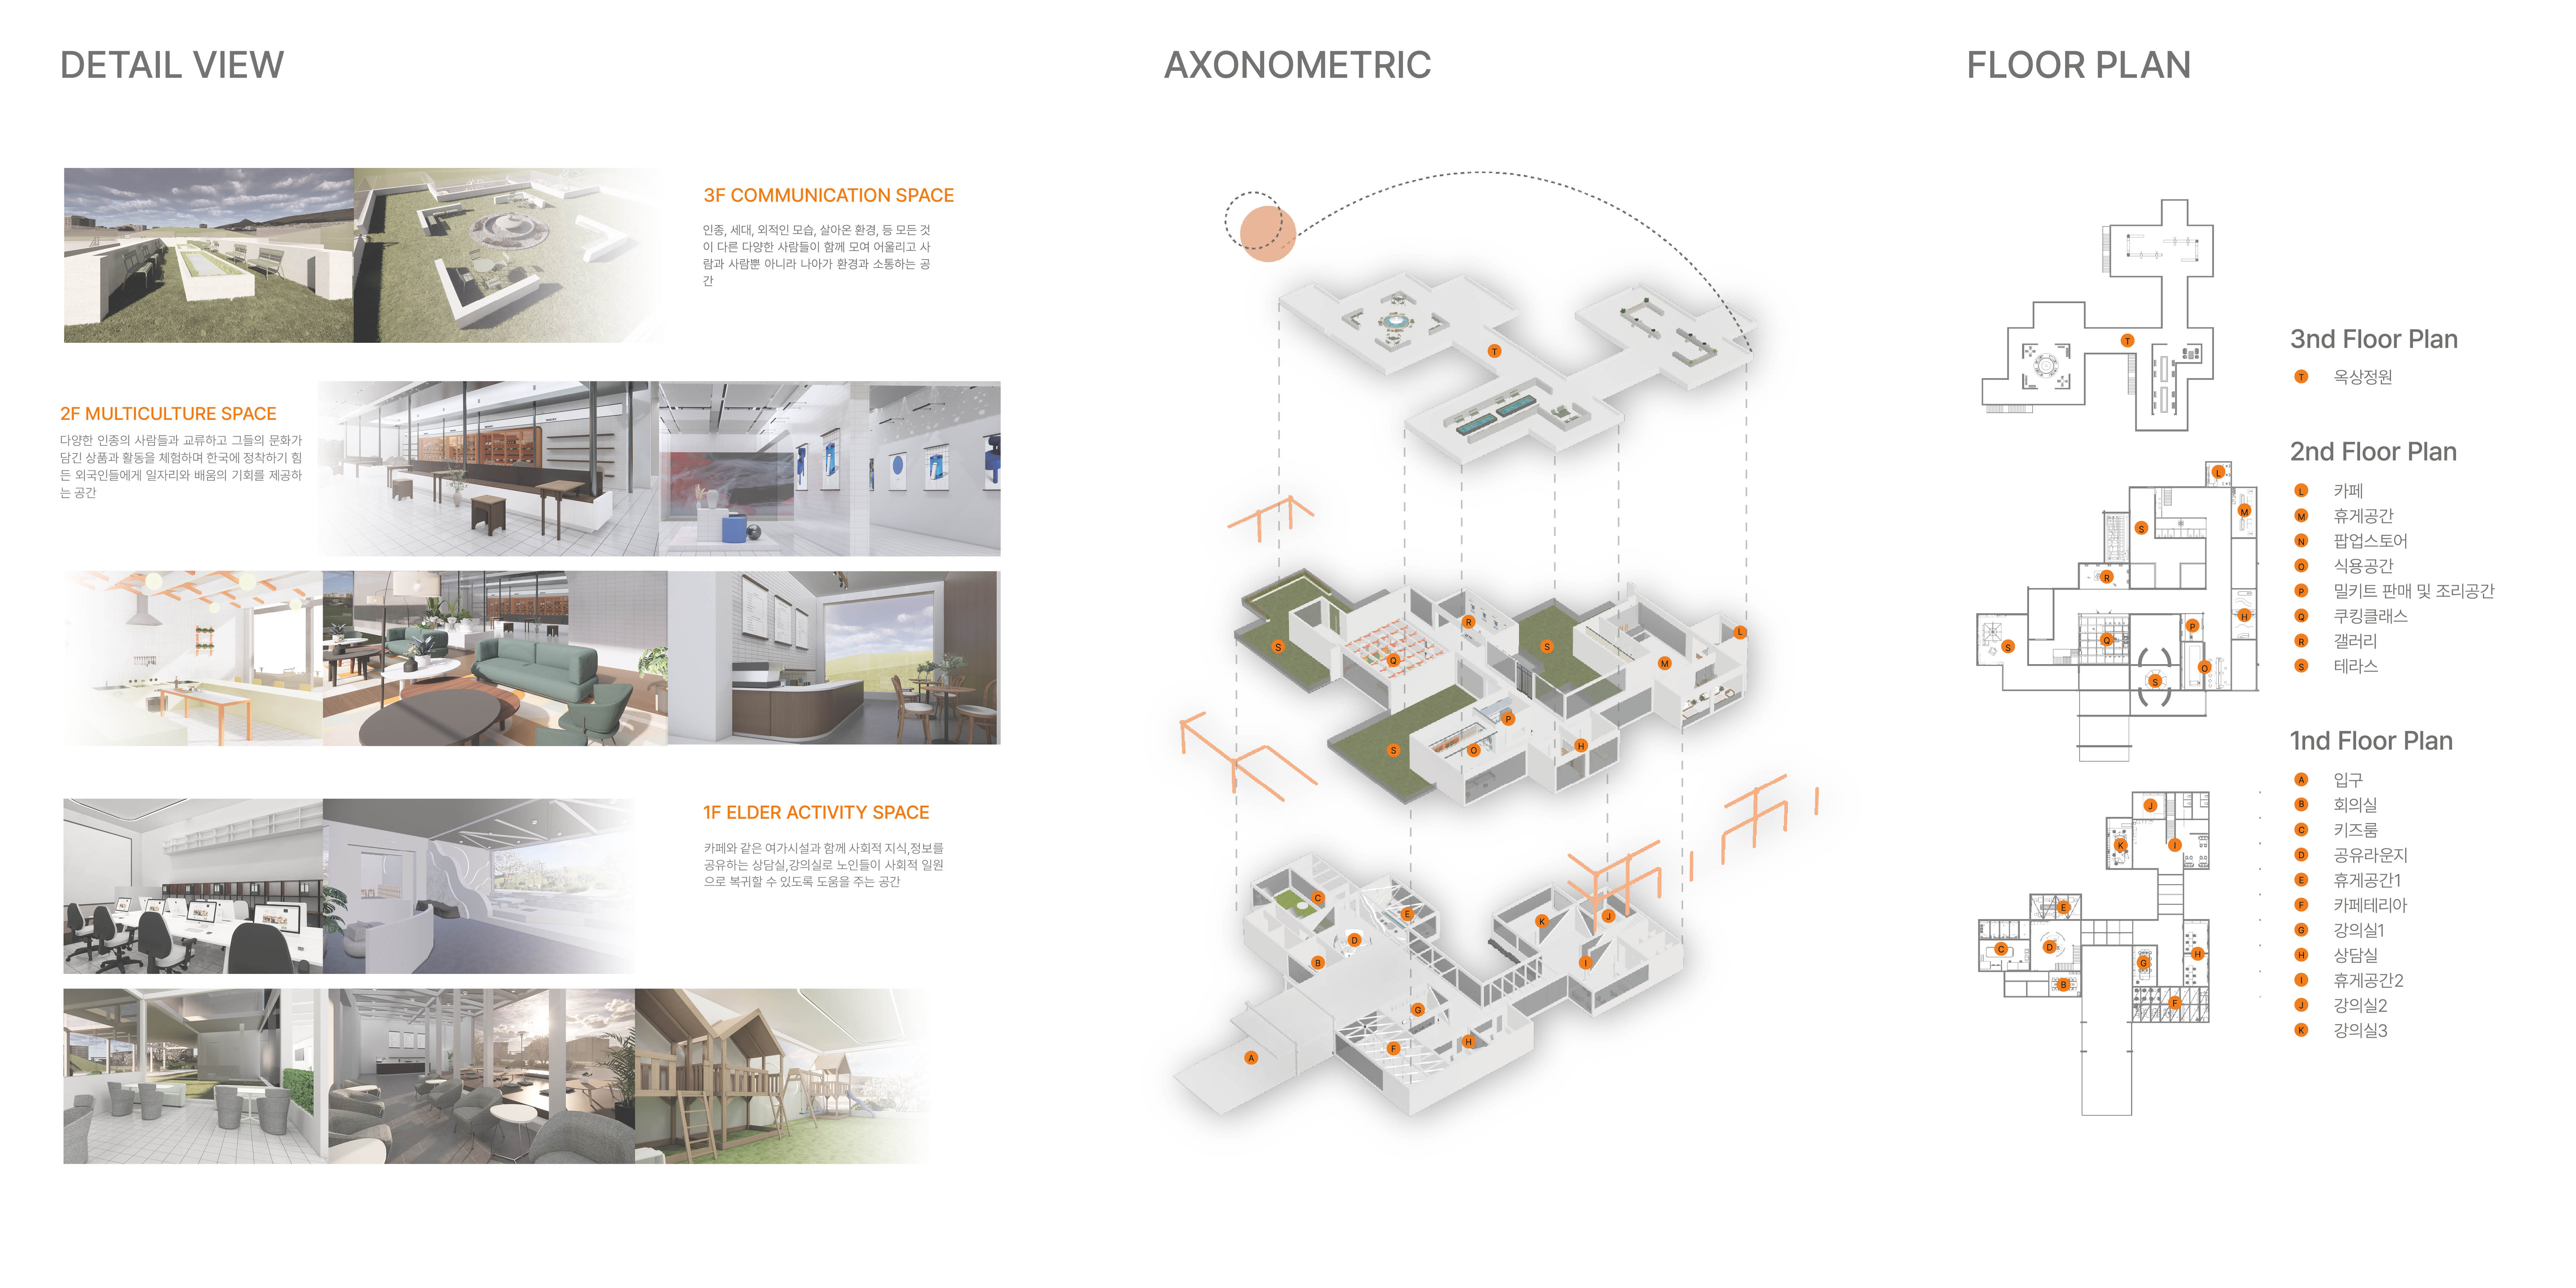 DETAIL VIEW
3F COMMUNICATION SPACE
인종, 세대, 외적인 모습, 살아온 환경, 등 모든 것
이 다른 다양한 사람들이 함께 모여 어울리고 사
람과 사람뿐 아니라 나아가 환경과 소통하는 공
간
2F MULTICULTURE SPACE
다양한 인종의 사람들과 교류하고 그들의 문화가
담긴 상품과 활동을 체험하며 한국에 정착하기 힘
든 외국인들에게 일자리와 배움의 기회를 제공하
는 공간
1F ELDER ACTIVITY SPACE
카페와 같은 여가시설과 함께 사회적 지식,정보를
공유하는 상담실,강의실로 노인들이 사회적 일원
으로 복귀할 수 있도록 도움을 주는 공간
AXONOMETRIC
T
S
Q
R
S
M
L
S
O
P
H
C
D
E
B
K
J
I
G
F
H
A
FLOOR PLAN
T
3nd Floor Plan
T 옥상정원
L
M
S
R
H
P
Q
S
O
S
2nd Floor Plan
L 카페
M 휴게공간
N 팝업스토어
O 식용공간
P 밀키트 판매 및 조리공간
Q 쿠킹클래스
R 갤러리
S 테라스
J
K
I
E
C
D
G
H
B
F
1nd Floor Plan
A 입구
B 회의실
C 키즈룸
D 공유라운지
E 휴게공간1
F 카페테리아
G 강의실1
H 상담실
I 휴게공간2
J 강의실2
K 강의실3